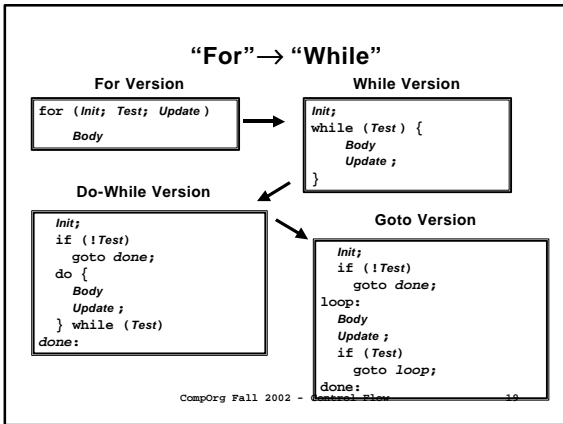 “For”→ “While”
For Version
for (Init; Test; Update )
Body
While Version
Init;
while (Test ) {
Body
Update ;
}
Do-While Version
Init;
if (!Test)
goto done;
do {
Body
Update ;
} while (Test)
done:
Goto Version
Init;
if (!Test)
goto done;
loop:
Body
Update ;
if (Test)
goto loop;
done:
CompOrg Fall 2002 - Control Flow 19